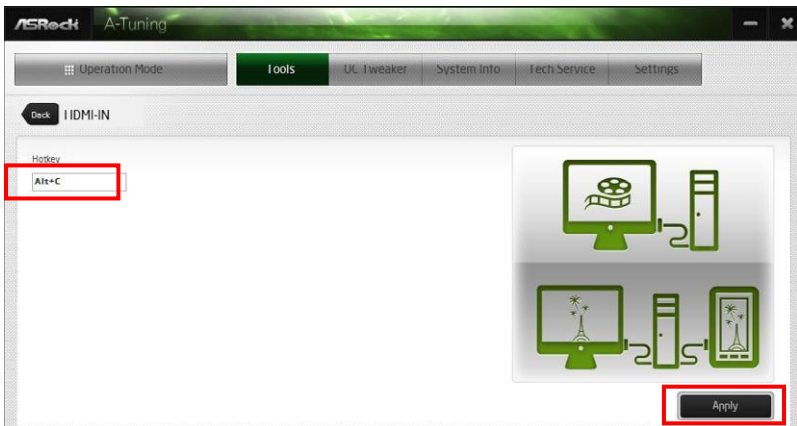 ASRock A-Tuning
Operation Mode Tools OC Tweaker System Info Tech Service Settings
Back HDMI-IN
Hotkey
Alt+C
Apply